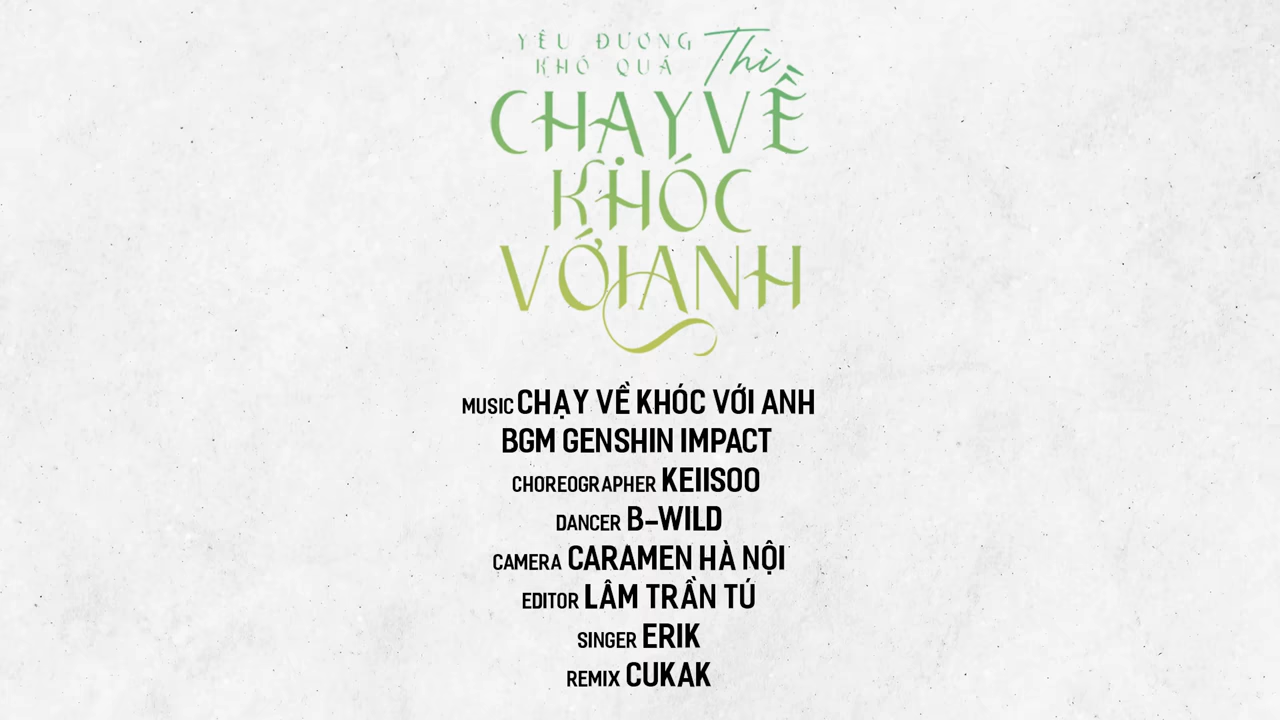 YÊU ĐƯƠNG
KHÓ QUÁ Thì
CHẠY VỀ
KHÓC
VỚI ANH
MUSIC CHẠY VỀ KHÓC VỚI ANH
BGM GENSHIN IMPACT
CHOREOGRAPHER KEIISOO
DANCER B-WILD
CAMERA CARAMEN HÀ NỘI
EDITOR LÂM TRẦN TÚ
SINGER ERIK
REMIX CUKAK